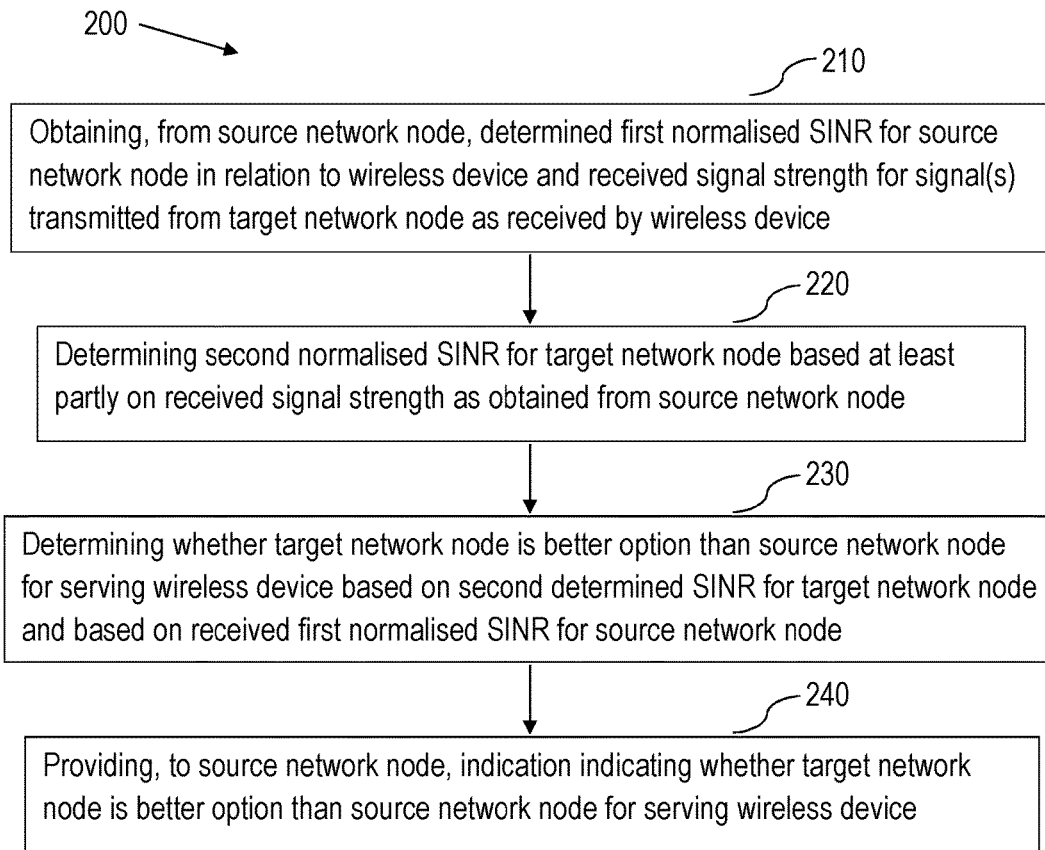 200
210
Obtaining, from source network node, determined first normalised SINR for source
network node in relation to wireless device and received signal strength for signal(s)
transmitted from target network node as received by wireless device
220
Determining second normalised SINR for target network node based at least
partly on received signal strength as obtained from source network node
230
Determining whether target network node is better option than source network node
for serving wireless device based on second determined SINR for target network node
and based on received first normalised SINR for source network node
240
Providing, to source network node, indication indicating whether target network
node is better option than source network node for serving wireless device